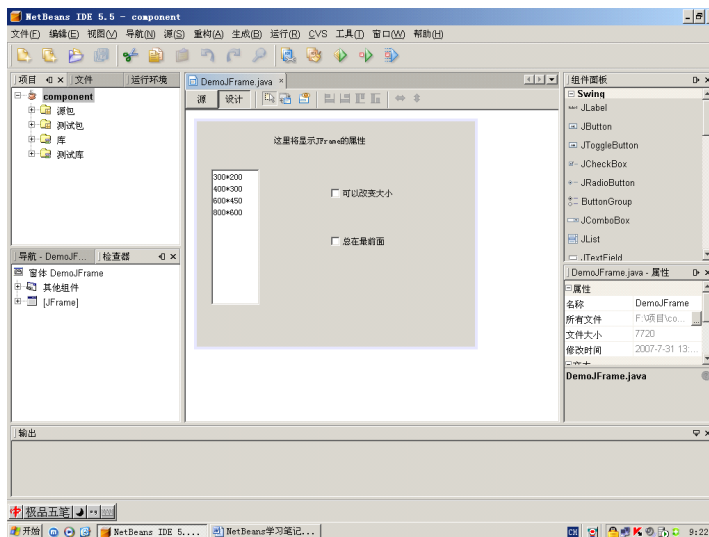 NetBeans IDE 5.5 - component
文件(F) 编辑(E) 视图(V) 导航(N) 源(S) 重构(A) 生成(B) 运行(R) CVS 工具(T) 窗口(W) 帮助(H)
项目 文件 运行环境
component
源包
测试包
库
测试库
DemoJFrame.java
源 设计
这里将显示JFrame的属性
300*200
400*300
600*450
800*600
可以改变大小
总在最前面
组件面板
Swing
JLabel
JButton
JToggleButton
JCheckBox
JRadioButton
ButtonGroup
JComboBox
JList
JTextField
导航 - DemoJF... 检查器
窗体 DemoJFrame
其他组件
[JFrame]
DemoJFrame.java - 属性
属性
名称 DemoJFrame
所有文件 F:\项目\co... ...
文件大小 7720
修改时间 2007-7-31 13:...
DemoJFrame.java
输出
中 极品五笔
开始 NetBeans IDE 5.... NetBeans学习笔记... CH 9:22